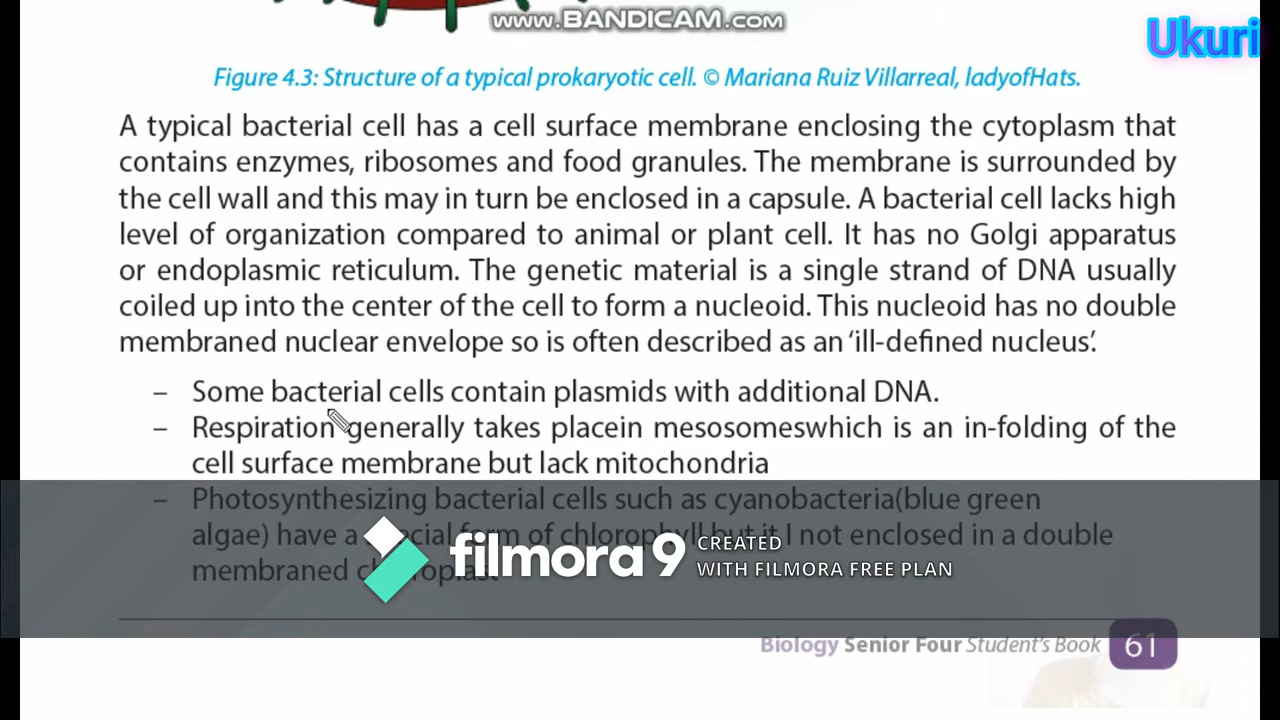 www.BANDICAM.com
Ukuri
Figure 4.3: Structure of a typical prokaryotic cell. © Mariana Ruiz Villarreal, ladyofHats.
A typical bacterial cell has a cell surface membrane enclosing the cytoplasm that
contains enzymes, ribosomes and food granules. The membrane is surrounded by
the cell wall and this may in turn be enclosed in a capsule. A bacterial cell lacks high
level of organization compared to animal or plant cell. It has no Golgi apparatus
or endoplasmic reticulum. The genetic material is a single strand of DNA usually
coiled up into the center of the cell to form a nucleoid. This nucleoid has no double
membraned nuclear envelope so is often described as an ‘ill-defined nucleus’.
– Some bacterial cells contain plasmids with additional DNA.
– Respiration generally takes placein mesosomeswhich is an in-folding of the
cell surface membrane but lack mitochondria
– Photosynthesizing bacterial cells such as cyanobacteria(blue green
algae) have a form of chlorophyll but it I not enclosed in a double
membraned
filmora9 CREATED
WITH FILMORA FREE PLAN
Biology Senior Four Student's Book 61